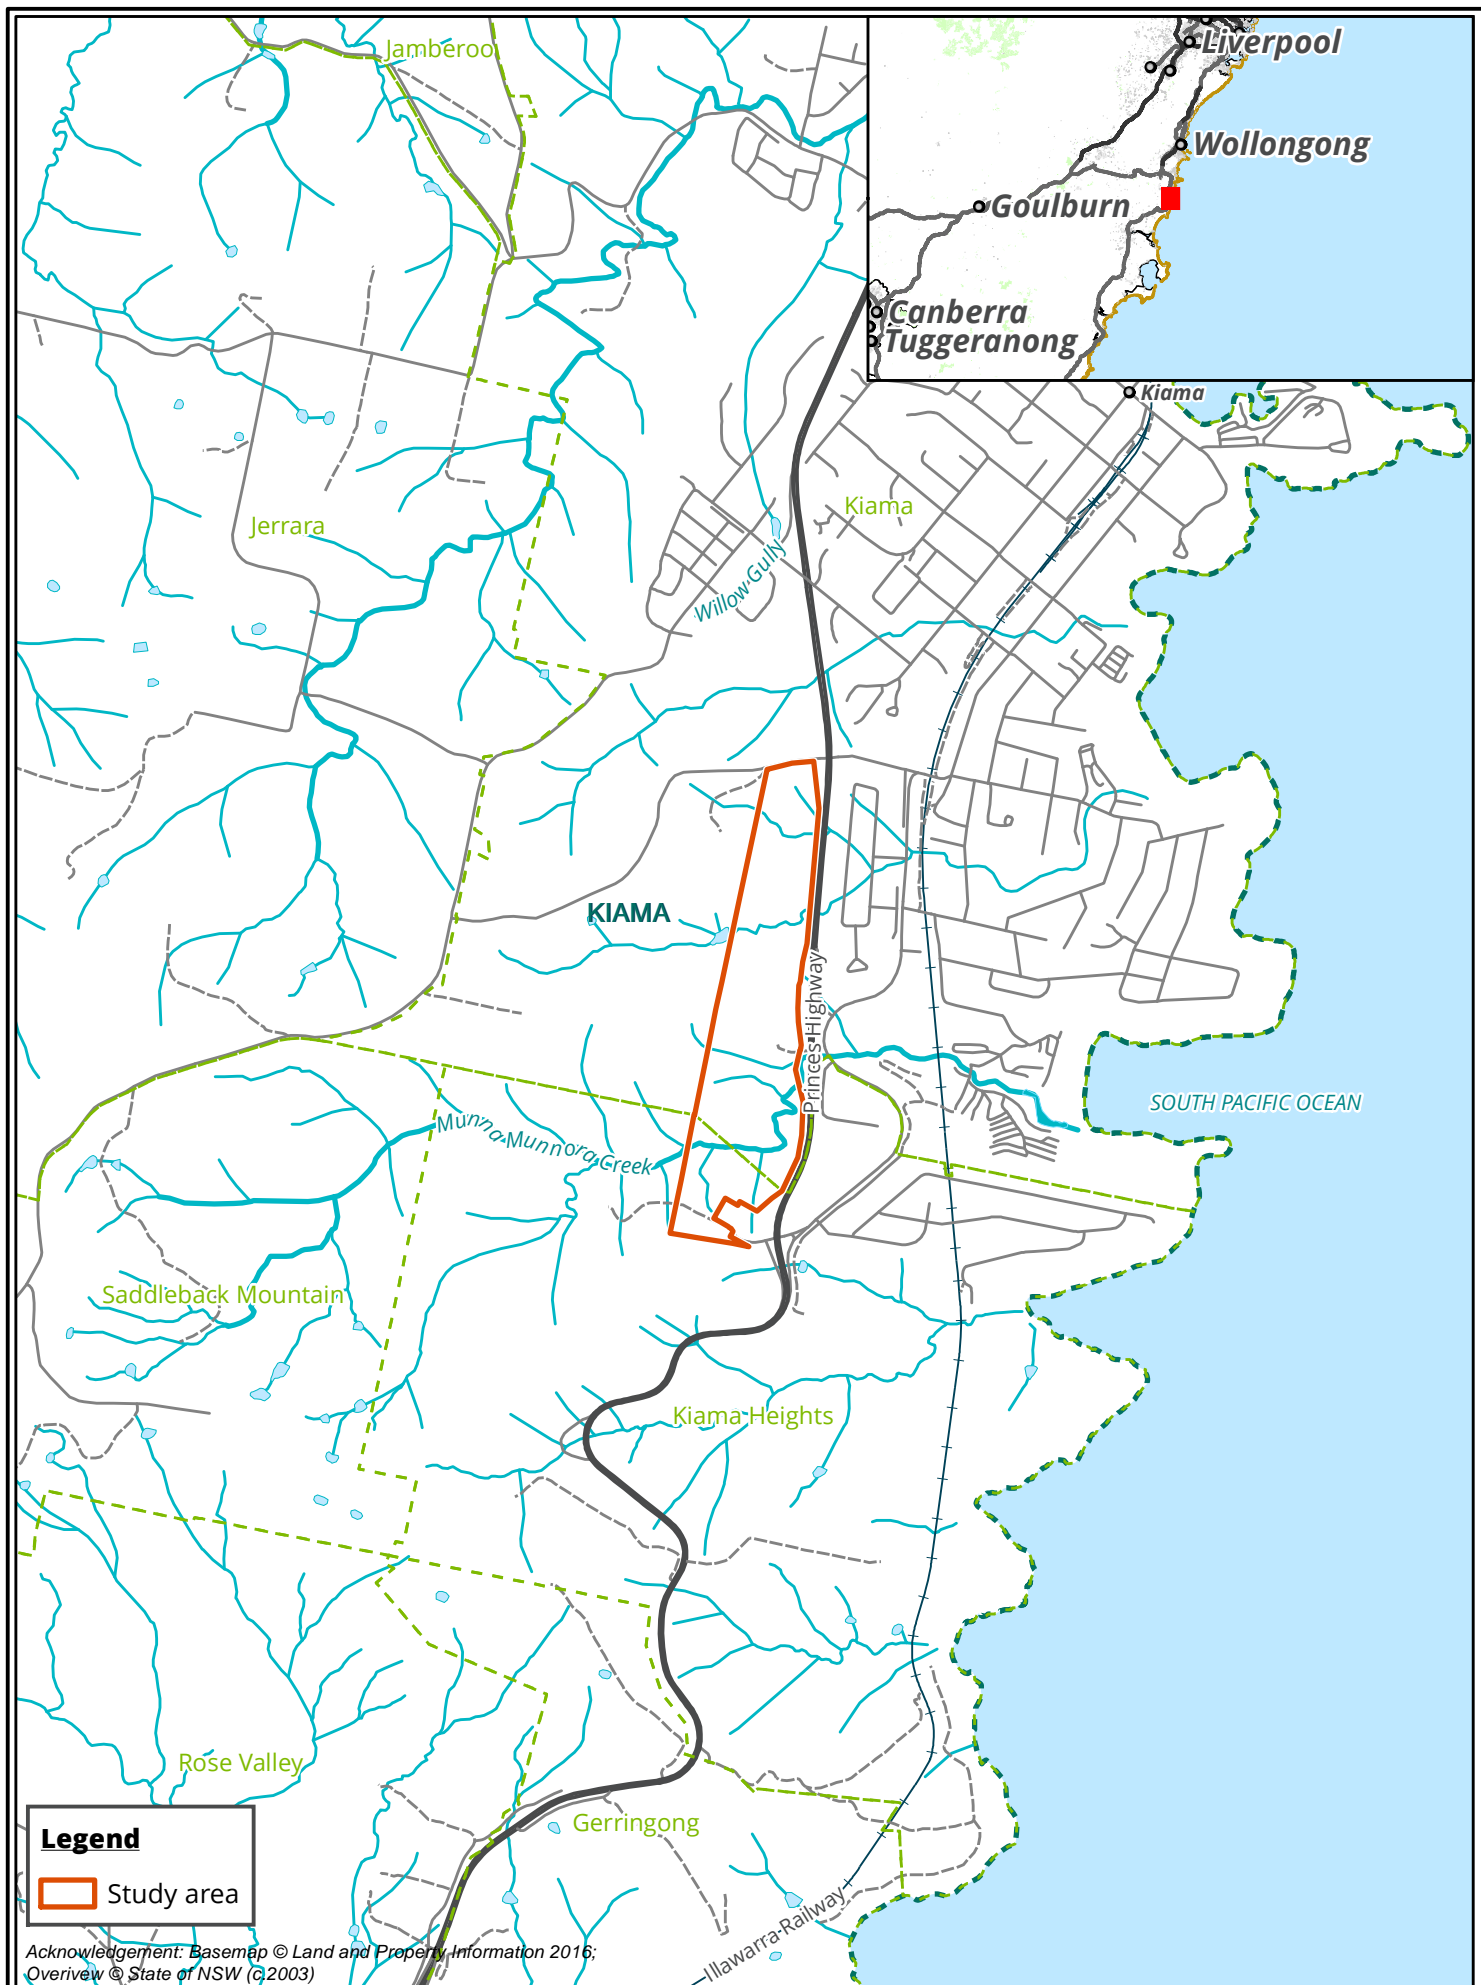 Jamberoo
Liverpool
Wollongong
Goulburn
Canberra
Tuggeranong
Kiama
Kiama
Jerrara
Willow Gully
KIAMA
Princes Highway
SOUTH PACIFIC OCEAN
Munna Munnora Creek
Saddleback Mountain
Kiama Heights
Rose Valley
Gerringong
Illawarra Railway
Legend
Study area
Acknowledgement: Basemap © Land and Property Information 2016;
Overivew © State of NSW (c.2003)